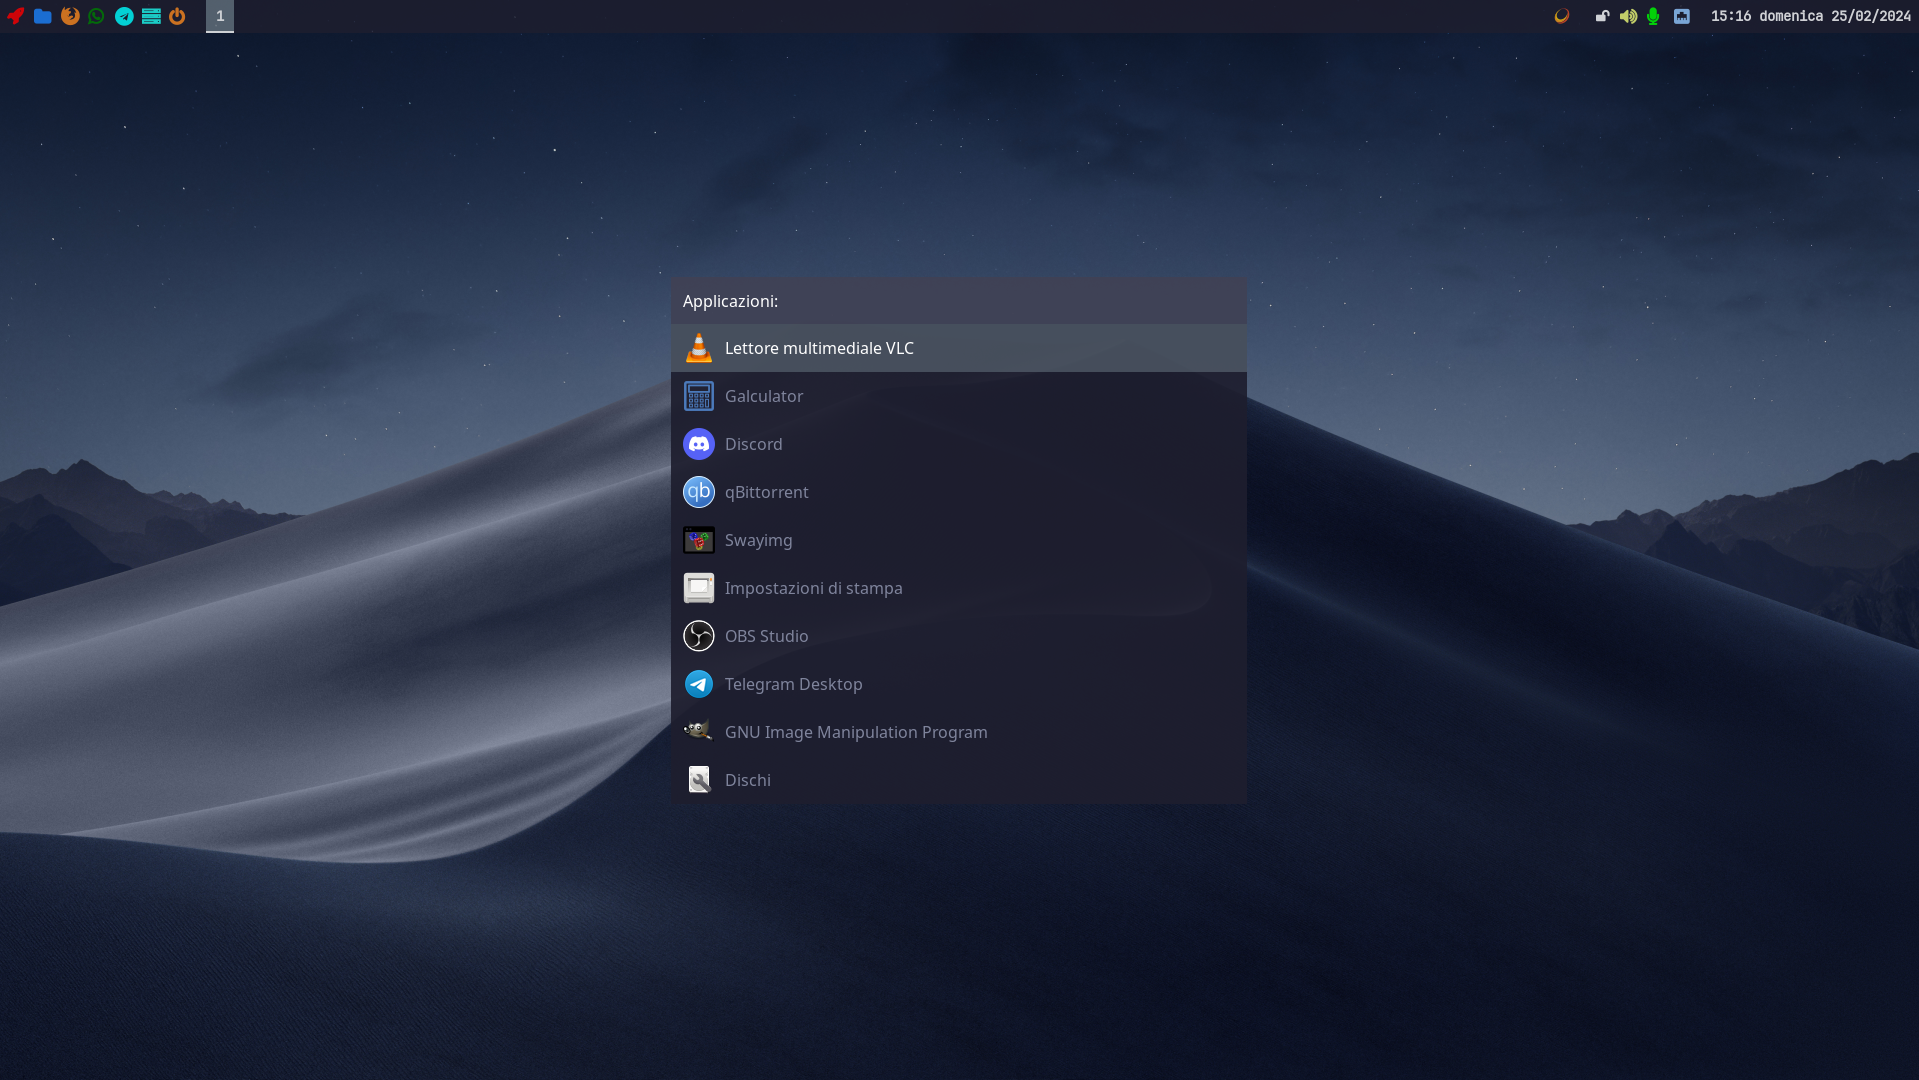 1
15:16 domenica 25/02/2024
Applicazioni:
Lettore multimediale VLC
Galculator
Discord
qb
qBittorrent
Swayimg
Impostazioni di stampa
OBS Studio
Telegram Desktop
GNU Image Manipulation Program
Dischi